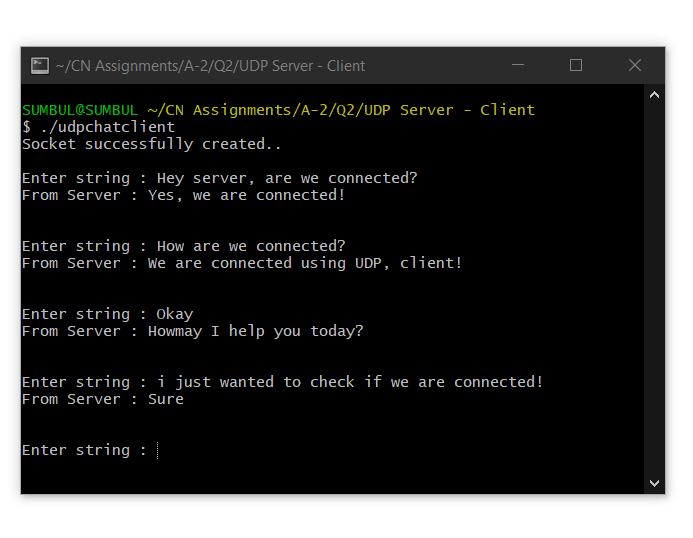 ~/CN Assignments/A-2/Q2/UDP Server - Client
SUMBUL@SUMBUL ~/CN Assignments/A-2/Q2/UDP Server - Client
$ ./udpchatclient
Socket successfully created..
Enter string : Hey server, are we connected?
From Server : Yes, we are connected!
Enter string : How are we connected?
From Server : We are connected using UDP, client!
Enter string : Okay
From Server : Howmay I help you today?
Enter string : i just wanted to check if we are connected!
From Server : Sure
Enter string :